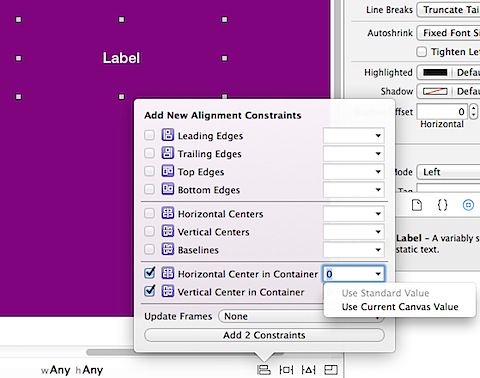 Line Breaks Truncate Tai
Autoshrink Fixed Font Si
Tighten Let
Label
Highlighted Defau
Shadow Defau
Offset 0
Horizontal
Add New Alignment Constraints
Leading Edges
Trailing Edges
Top Edges
Bottom Edges
Mode Left
Tag
Horizontal Centers
Vertical Centers
Baselines
{ }
Label – A variably s
static text.
Horizontal Center in Container 0
Vertical Center in Container
Use Standard Value
Use Current Canvas Value
Update Frames None
Add 2 Constraints
wAny hAny